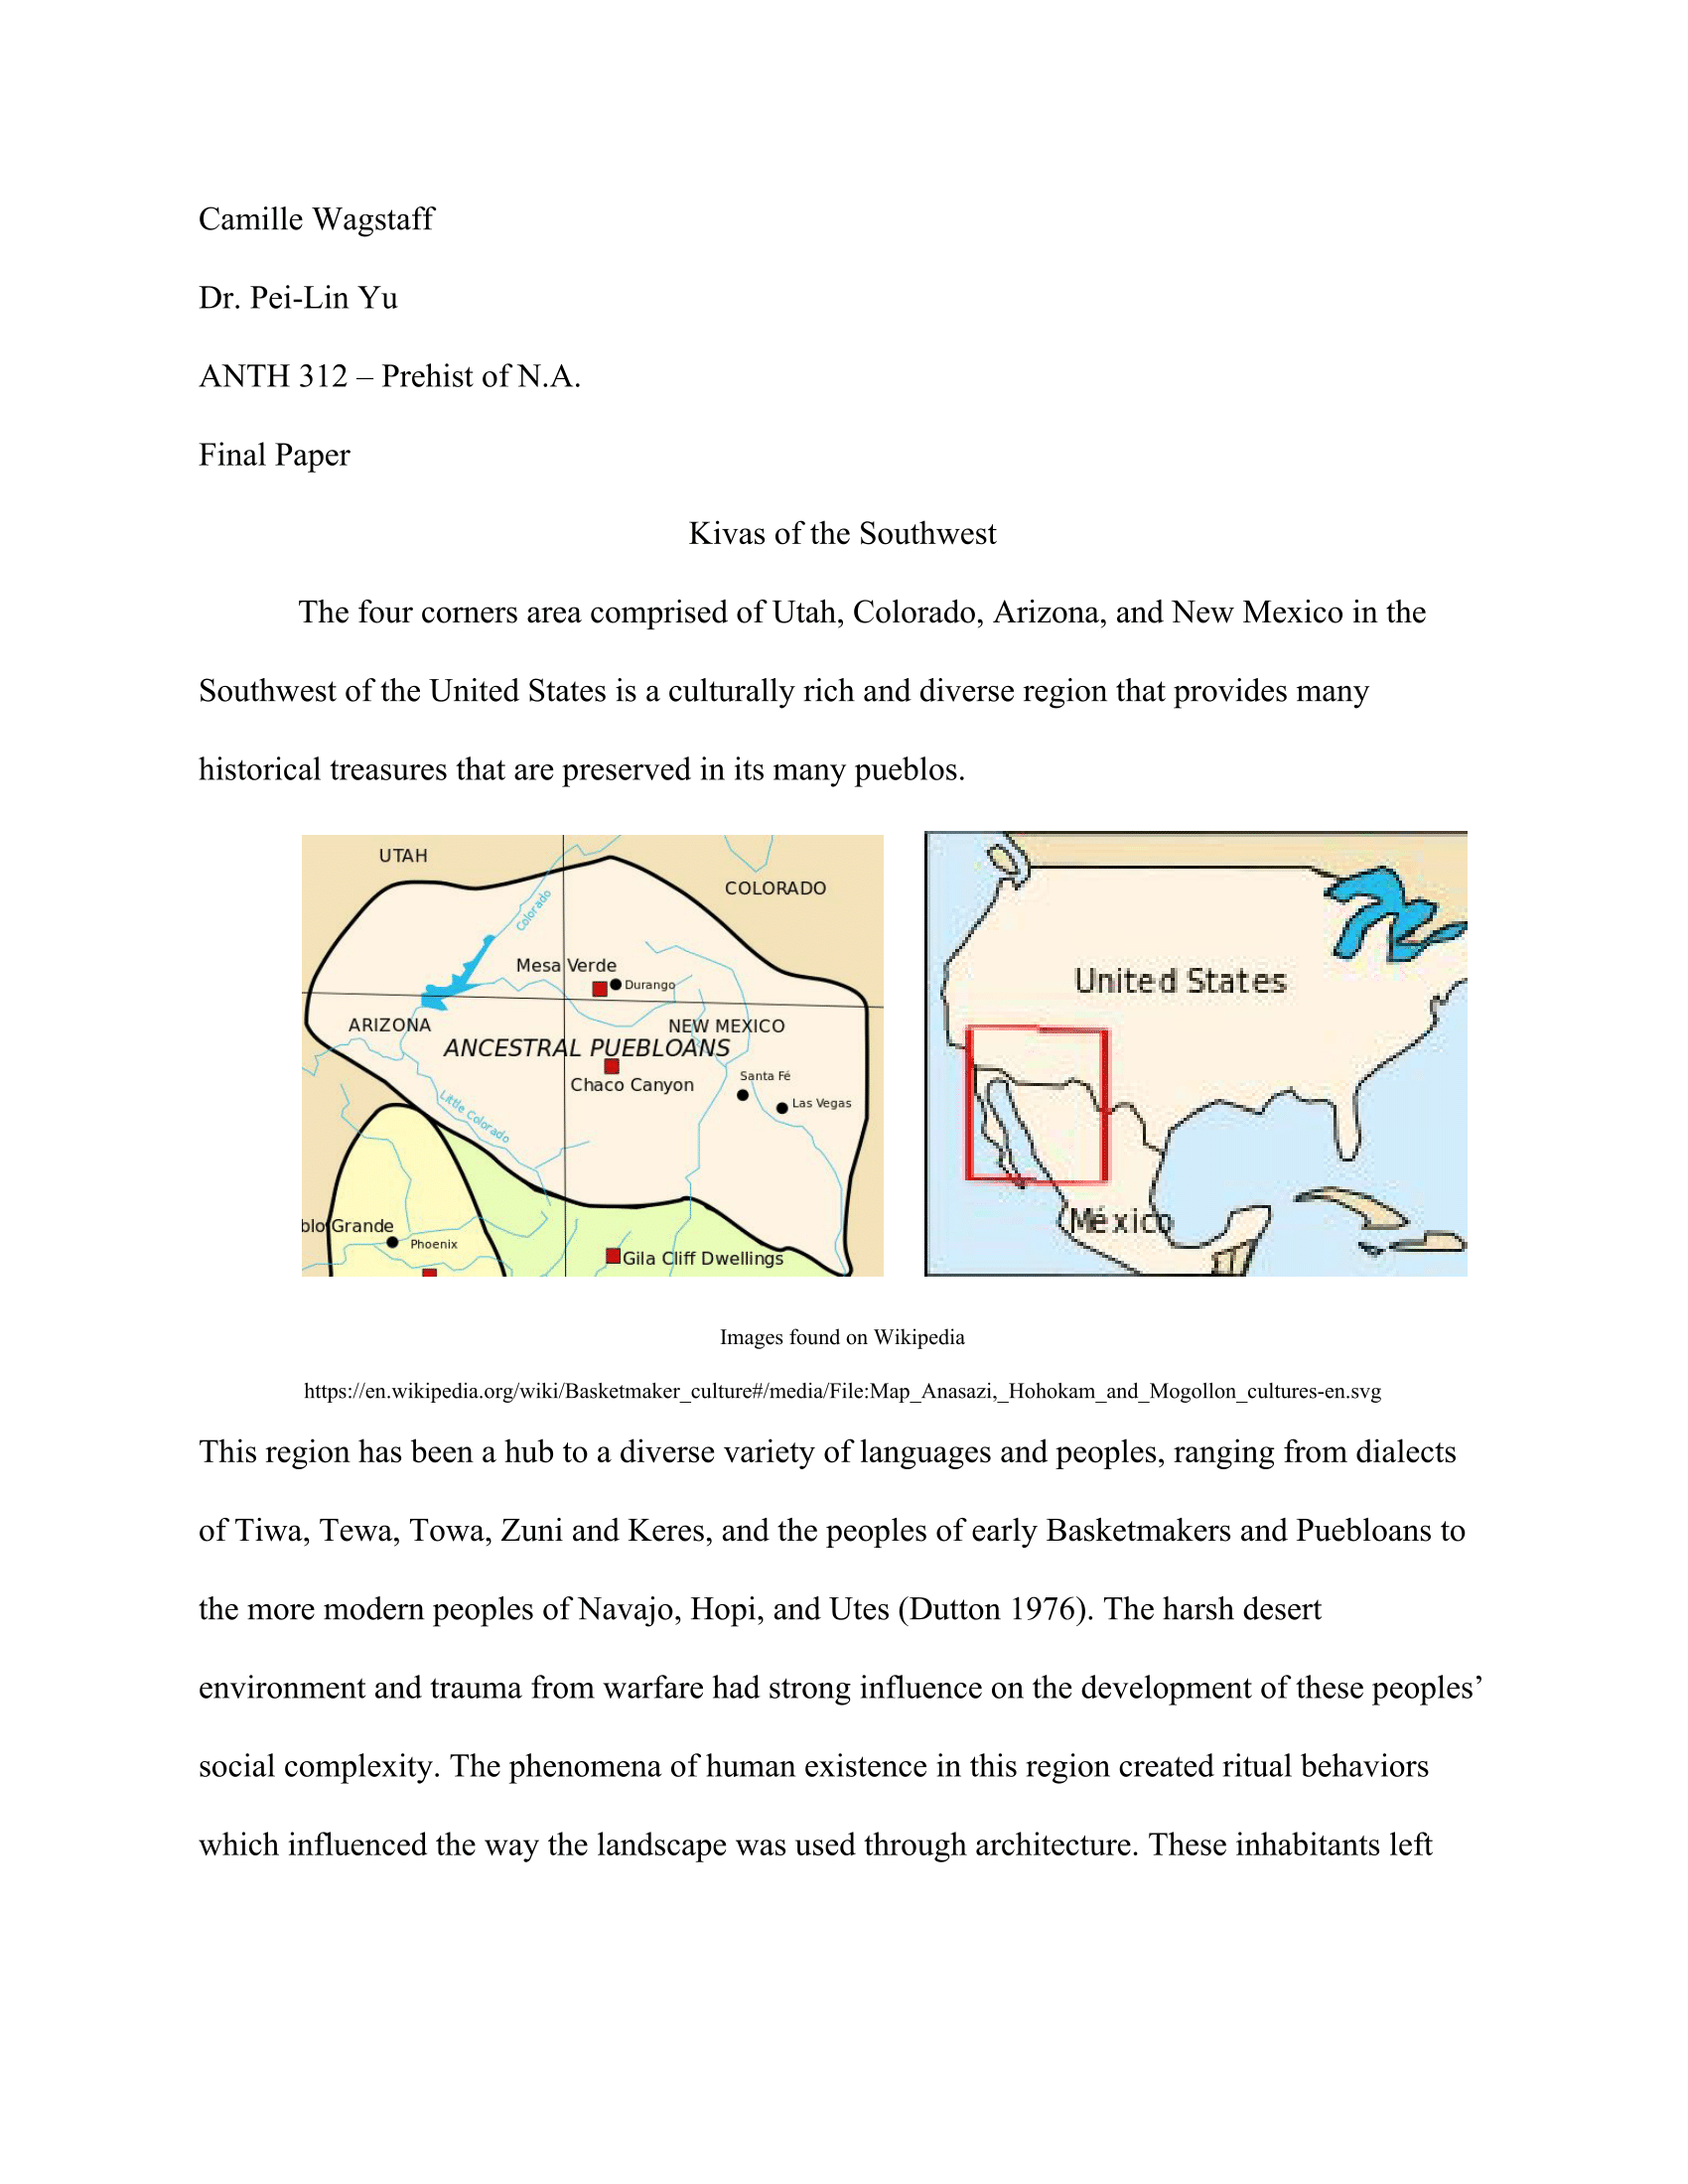 Camille Wagstaff
Dr. Pei-Lin Yu
ANTH 312 – Prehist of N.A.
Final Paper
Kivas of the Southwest
The four corners area comprised of Utah, Colorado, Arizona, and New Mexico in the
Southwest of the United States is a culturally rich and diverse region that provides many
historical treasures that are preserved in its many pueblos.
UTAH
COLORADO
Colorado
Mesa Verde
Durango
ARIZONA
NEW MEXICO
ANCESTRAL PUEBLOANS
Chaco Canyon
Santa Fé
Las Vegas
Little Colorado
blo Grande
Phoenix
Gila Cliff Dwellings
United States
México
Images found on Wikipedia
https://en.wikipedia.org/wiki/Basketmaker_culture#/media/File:Map_Anasazi,_Hohokam_and_Mogollon_cultures-en.svg
This region has been a hub to a diverse variety of languages and peoples, ranging from dialects
of Tiwa, Tewa, Towa, Zuni and Keres, and the peoples of early Basketmakers and Puebloans to
the more modern peoples of Navajo, Hopi, and Utes (Dutton 1976). The harsh desert
environment and trauma from warfare had strong influence on the development of these peoples’
social complexity. The phenomena of human existence in this region created ritual behaviors
which influenced the way the landscape was used through architecture. These inhabitants left